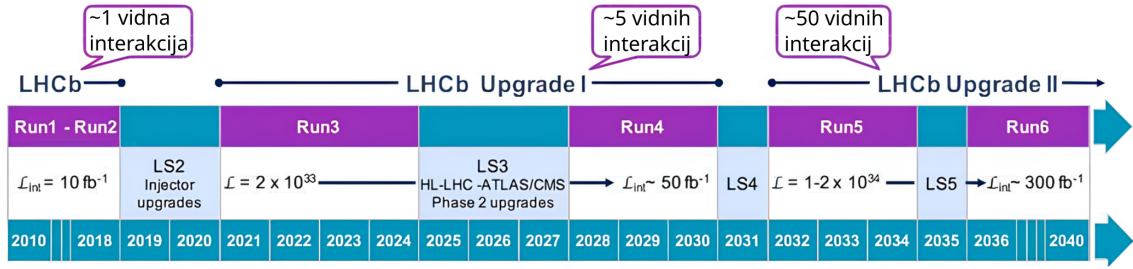 ~1 vidna
interakcija
~5 vidnih
interakcij
~50 vidnih
interakcij
LHCb
LHCb Upgrade I
LHCb Upgrade II
Run1 - Run2
Run3
Run4
Run5
Run6
ℒint = 10 fb⁻¹
LS2
Injector
upgrades
ℒ = 2 x 10³³
LS3
HL-LHC -ATLAS/CMS
Phase 2 upgrades
ℒint~ 50 fb⁻¹
LS4
ℒ = 1-2 x 10³⁴
LS5
ℒint~ 300 fb⁻¹
2010 2018 2019 2020 2021 2022 2023 2024 2025 2026 2027 2028 2029 2030 2031 2032 2033 2034 2035 2036 2040